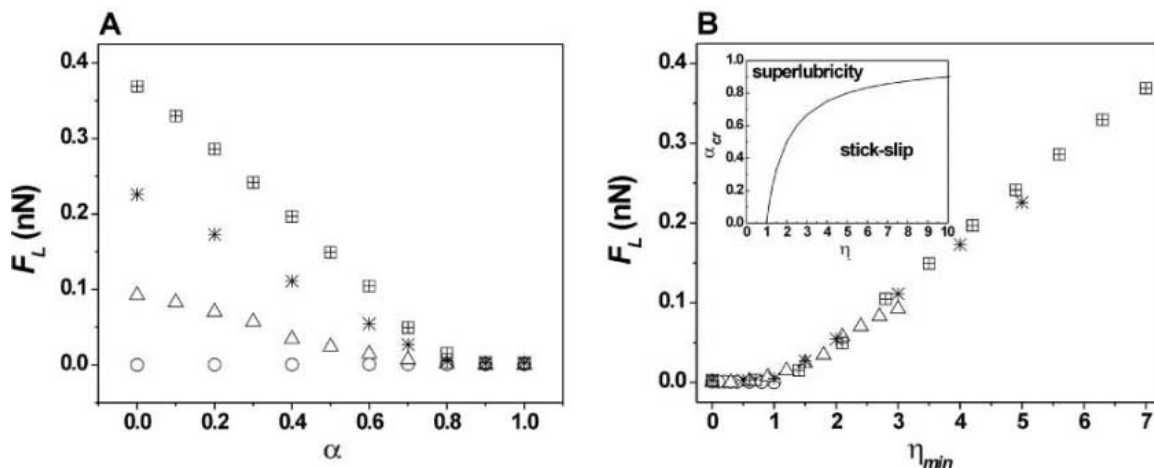 A
F_L (nN)
0.4
0.3
0.2
0.1
0.0
0.0 0.2 0.4 0.6 0.8 1.0
α
B
F_L (nN)
0.4
0.3
0.2
0.1
0.0
0 1 2 3 4 5 6 7
η_min
superlubricity
stick-slip
α_cr
1.0
0.8
0.6
0.4
0.2
0.0
0 1 2 3 4 5 6 7 8 9 10
η